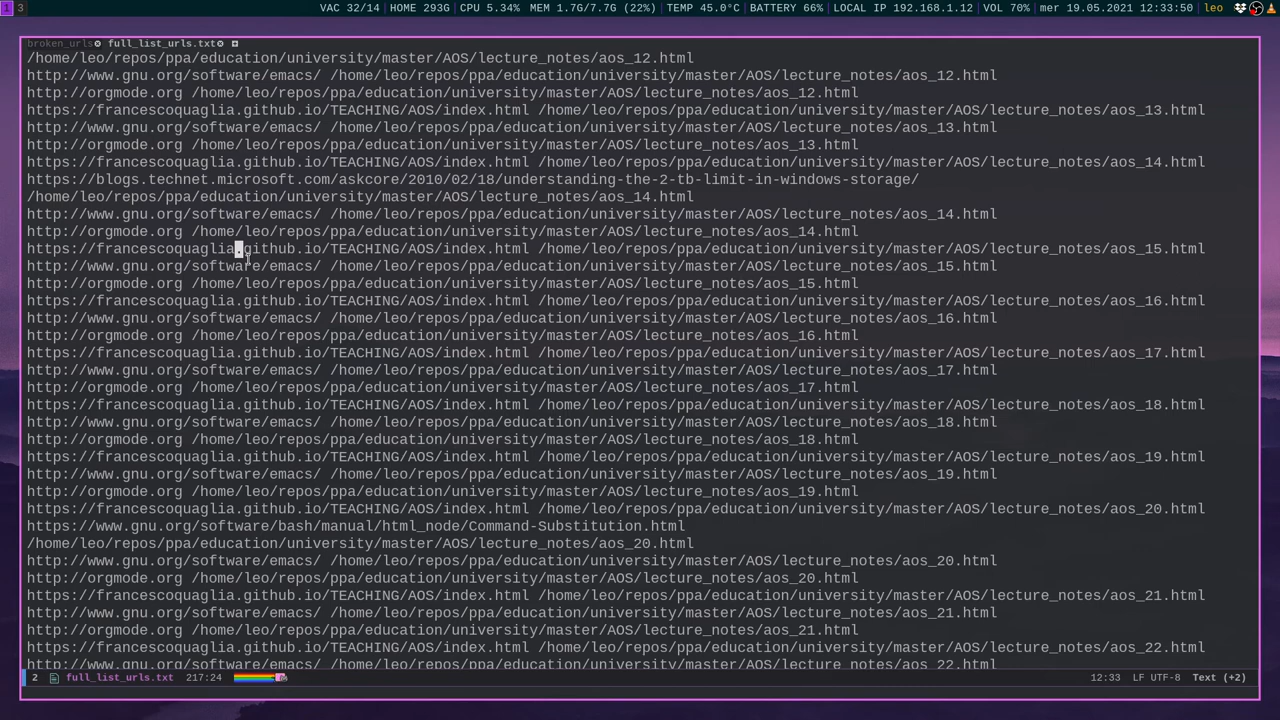 1 3 VAC 32/14 | HOME 293G | CPU 5.34% MEM 1.7G/7.7G (22%) | TEMP 45.0°C | BATTERY 66% | LOCAL IP 192.168.1.12 | VOL 70% | mer 19.05.2021 12:33:50 | leo
broken_urls full_list_urls.txt
/home/leo/repos/ppa/education/university/master/AOS/lecture_notes/aos_12.html
http://www.gnu.org/software/emacs/ /home/leo/repos/ppa/education/university/master/AOS/lecture_notes/aos_12.html
http://orgmode.org /home/leo/repos/ppa/education/university/master/AOS/lecture_notes/aos_12.html
https://francescoquaglia.github.io/TEACHING/AOS/index.html /home/leo/repos/ppa/education/university/master/AOS/lecture_notes/aos_13.html
http://www.gnu.org/software/emacs/ /home/leo/repos/ppa/education/university/master/AOS/lecture_notes/aos_13.html
http://orgmode.org /home/leo/repos/ppa/education/university/master/AOS/lecture_notes/aos_13.html
https://francescoquaglia.github.io/TEACHING/AOS/index.html /home/leo/repos/ppa/education/university/master/AOS/lecture_notes/aos_14.html
https://blogs.technet.microsoft.com/askcore/2010/02/18/understanding-the-2-tb-limit-in-windows-storage/
/home/leo/repos/ppa/education/university/master/AOS/lecture_notes/aos_14.html
http://www.gnu.org/software/emacs/ /home/leo/repos/ppa/education/university/master/AOS/lecture_notes/aos_14.html
http://orgmode.org /home/leo/repos/ppa/education/university/master/AOS/lecture_notes/aos_14.html
https://francescoquaglia.github.io/TEACHING/AOS/index.html /home/leo/repos/ppa/education/university/master/AOS/lecture_notes/aos_15.html
http://www.gnu.org/software/emacs/ /home/leo/repos/ppa/education/university/master/AOS/lecture_notes/aos_15.html
http://orgmode.org /home/leo/repos/ppa/education/university/master/AOS/lecture_notes/aos_15.html
https://francescoquaglia.github.io/TEACHING/AOS/index.html /home/leo/repos/ppa/education/university/master/AOS/lecture_notes/aos_16.html
http://www.gnu.org/software/emacs/ /home/leo/repos/ppa/education/university/master/AOS/lecture_notes/aos_16.html
http://orgmode.org /home/leo/repos/ppa/education/university/master/AOS/lecture_notes/aos_16.html
https://francescoquaglia.github.io/TEACHING/AOS/index.html /home/leo/repos/ppa/education/university/master/AOS/lecture_notes/aos_17.html
http://www.gnu.org/software/emacs/ /home/leo/repos/ppa/education/university/master/AOS/lecture_notes/aos_17.html
http://orgmode.org /home/leo/repos/ppa/education/university/master/AOS/lecture_notes/aos_17.html
https://francescoquaglia.github.io/TEACHING/AOS/index.html /home/leo/repos/ppa/education/university/master/AOS/lecture_notes/aos_18.html
http://www.gnu.org/software/emacs/ /home/leo/repos/ppa/education/university/master/AOS/lecture_notes/aos_18.html
http://orgmode.org /home/leo/repos/ppa/education/university/master/AOS/lecture_notes/aos_18.html
https://francescoquaglia.github.io/TEACHING/AOS/index.html /home/leo/repos/ppa/education/university/master/AOS/lecture_notes/aos_19.html
http://www.gnu.org/software/emacs/ /home/leo/repos/ppa/education/university/master/AOS/lecture_notes/aos_19.html
http://orgmode.org /home/leo/repos/ppa/education/university/master/AOS/lecture_notes/aos_19.html
https://francescoquaglia.github.io/TEACHING/AOS/index.html /home/leo/repos/ppa/education/university/master/AOS/lecture_notes/aos_20.html
https://www.gnu.org/software/bash/manual/html_node/Command-Substitution.html
/home/leo/repos/ppa/education/university/master/AOS/lecture_notes/aos_20.html
http://www.gnu.org/software/emacs/ /home/leo/repos/ppa/education/university/master/AOS/lecture_notes/aos_20.html
http://orgmode.org /home/leo/repos/ppa/education/university/master/AOS/lecture_notes/aos_20.html
https://francescoquaglia.github.io/TEACHING/AOS/index.html /home/leo/repos/ppa/education/university/master/AOS/lecture_notes/aos_21.html
http://www.gnu.org/software/emacs/ /home/leo/repos/ppa/education/university/master/AOS/lecture_notes/aos_21.html
http://orgmode.org /home/leo/repos/ppa/education/university/master/AOS/lecture_notes/aos_21.html
https://francescoquaglia.github.io/TEACHING/AOS/index.html /home/leo/repos/ppa/education/university/master/AOS/lecture_notes/aos_22.html
http://www.gnu.org/software/emacs/ /home/leo/repos/ppa/education/university/master/AOS/lecture_notes/aos_22.html
2 full_list_urls.txt 217:24 12:33 LF UTF-8 Text (+2)